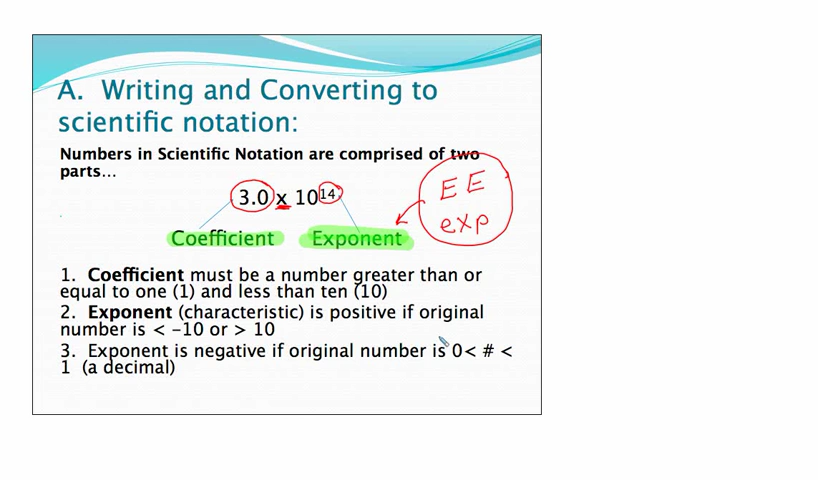 A.  Writing and Converting to
scientific notation:
Numbers in Scientific Notation are comprised of two
parts...
3.0 x 10¹⁴
EE
exp
Coefficient
Exponent
1.  Coefficient must be a number greater than or
equal to one (1) and less than ten (10)
2.  Exponent (characteristic) is positive if original
number is < -10 or > 10
3.  Exponent is negative if original number is 0< # <
1  (a decimal)